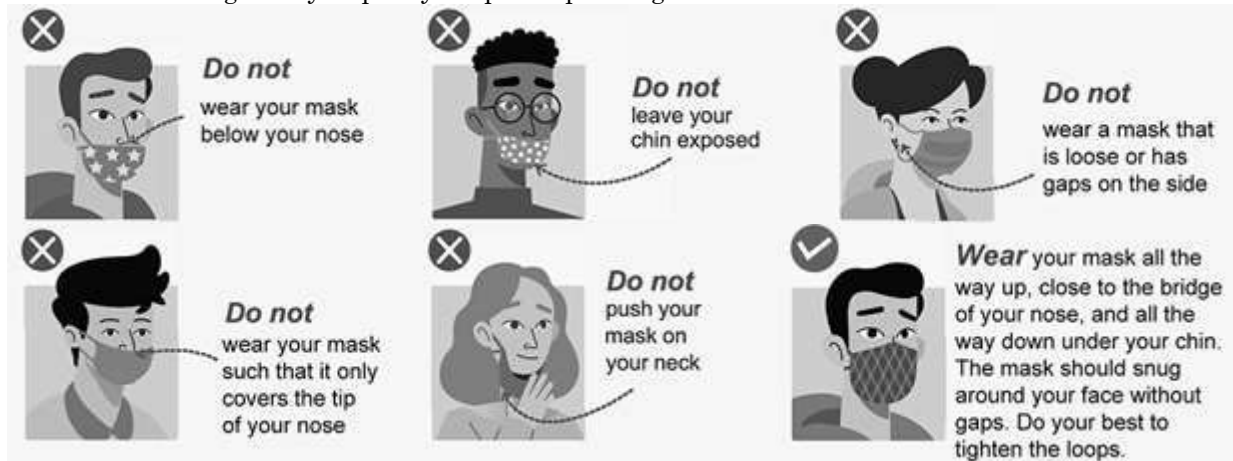 Do not
wear your mask
below your nose
Do not
leave your
chin exposed
Do not
wear a mask that
is loose or has
gaps on the side
Do not
wear your mask
such that it only
covers the tip
of your nose
Do not
push your
mask on
your neck
Wear your mask all the
way up, close to the bridge
of your nose, and all the
way down under your chin.
The mask should snug
around your face without
gaps. Do your best to
tighten the loops.